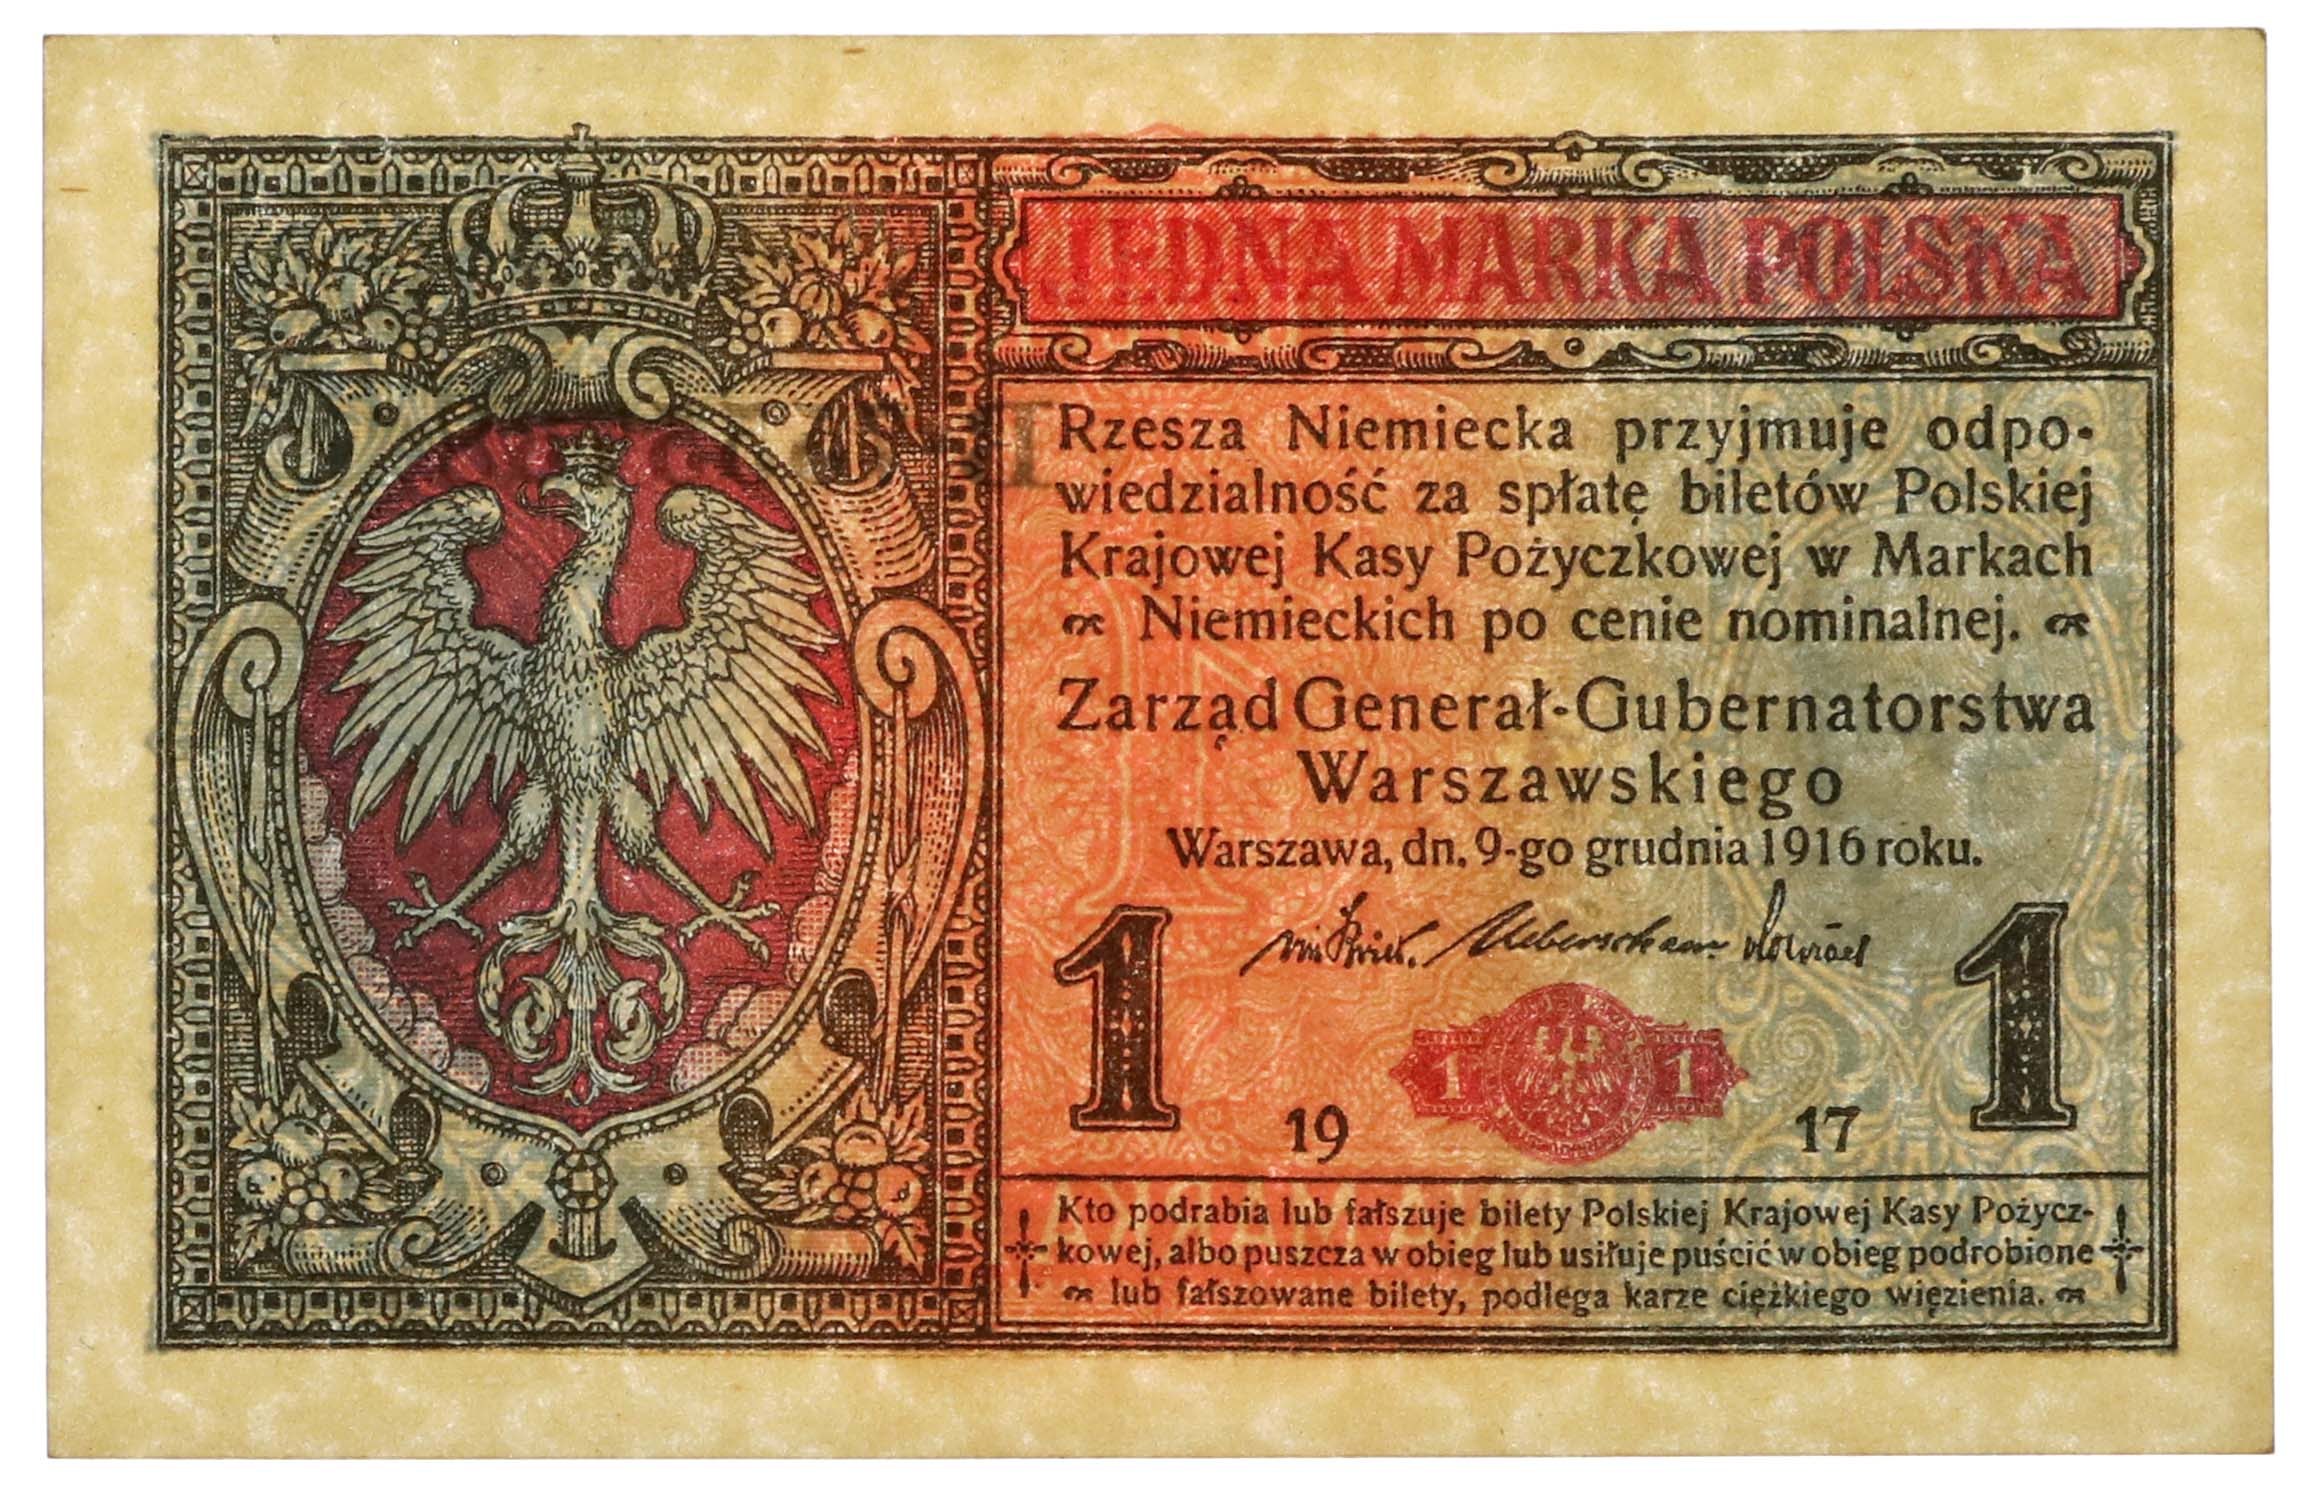 JEDNA MARKA POLSKA
Rzesza Niemiecka przyjmuje odpo-
wiedzialność za spłatę biletów Polskiej
Krajowej Kasy Pożyczkowej w Markach
Niemieckich po cenie nominalnej.
Zarząd Generał-Gubernatorstwa
Warszawskiego
Warszawa, dn. 9-go grudnia 1916 roku.
1 1
1 1
19 17
Kto podrabia lub fałszuje bilety Polskiej Krajowej Kasy Pożycz-
kowej, albo puszcza w obieg lub usiłuje puścić w obieg podrobione
lub fałszowane bilety, podlega karze ciężkiego więzienia.